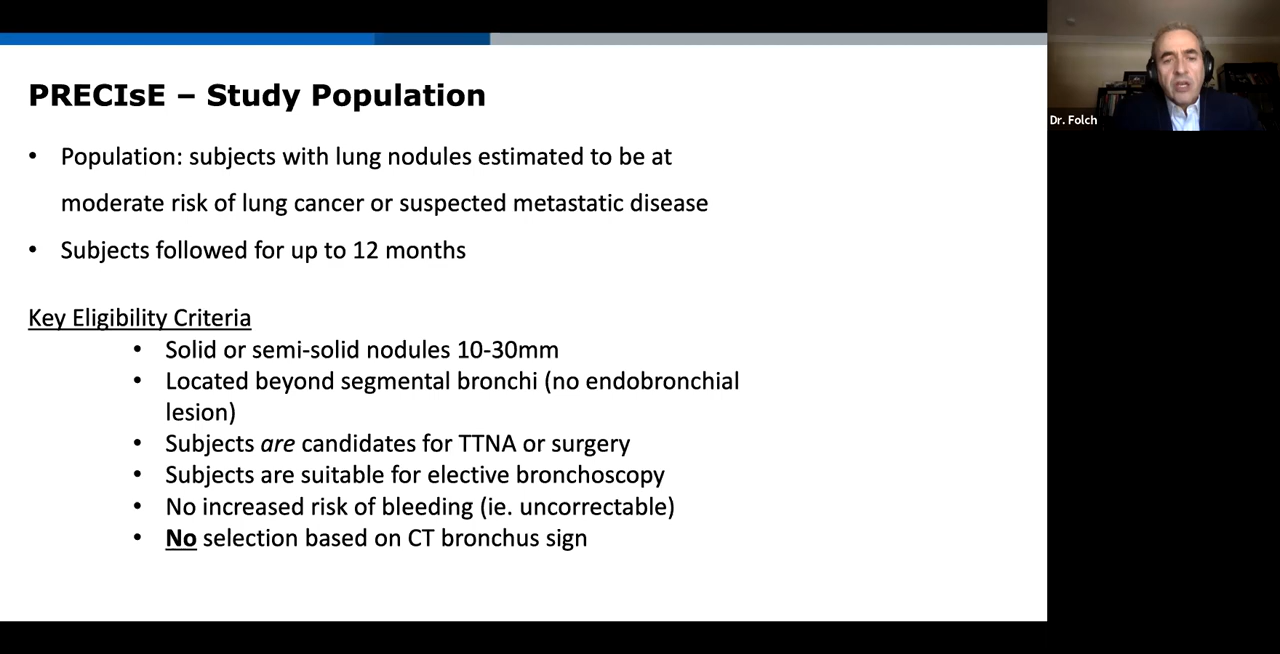 PRECIsE – Study Population
• Population: subjects with lung nodules estimated to be at
moderate risk of lung cancer or suspected metastatic disease
• Subjects followed for up to 12 months
Key Eligibility Criteria
• Solid or semi-solid nodules 10-30mm
• Located beyond segmental bronchi (no endobronchial
lesion)
• Subjects are candidates for TTNA or surgery
• Subjects are suitable for elective bronchoscopy
• No increased risk of bleeding (ie. uncorrectable)
• No selection based on CT bronchus sign
Dr. Folch